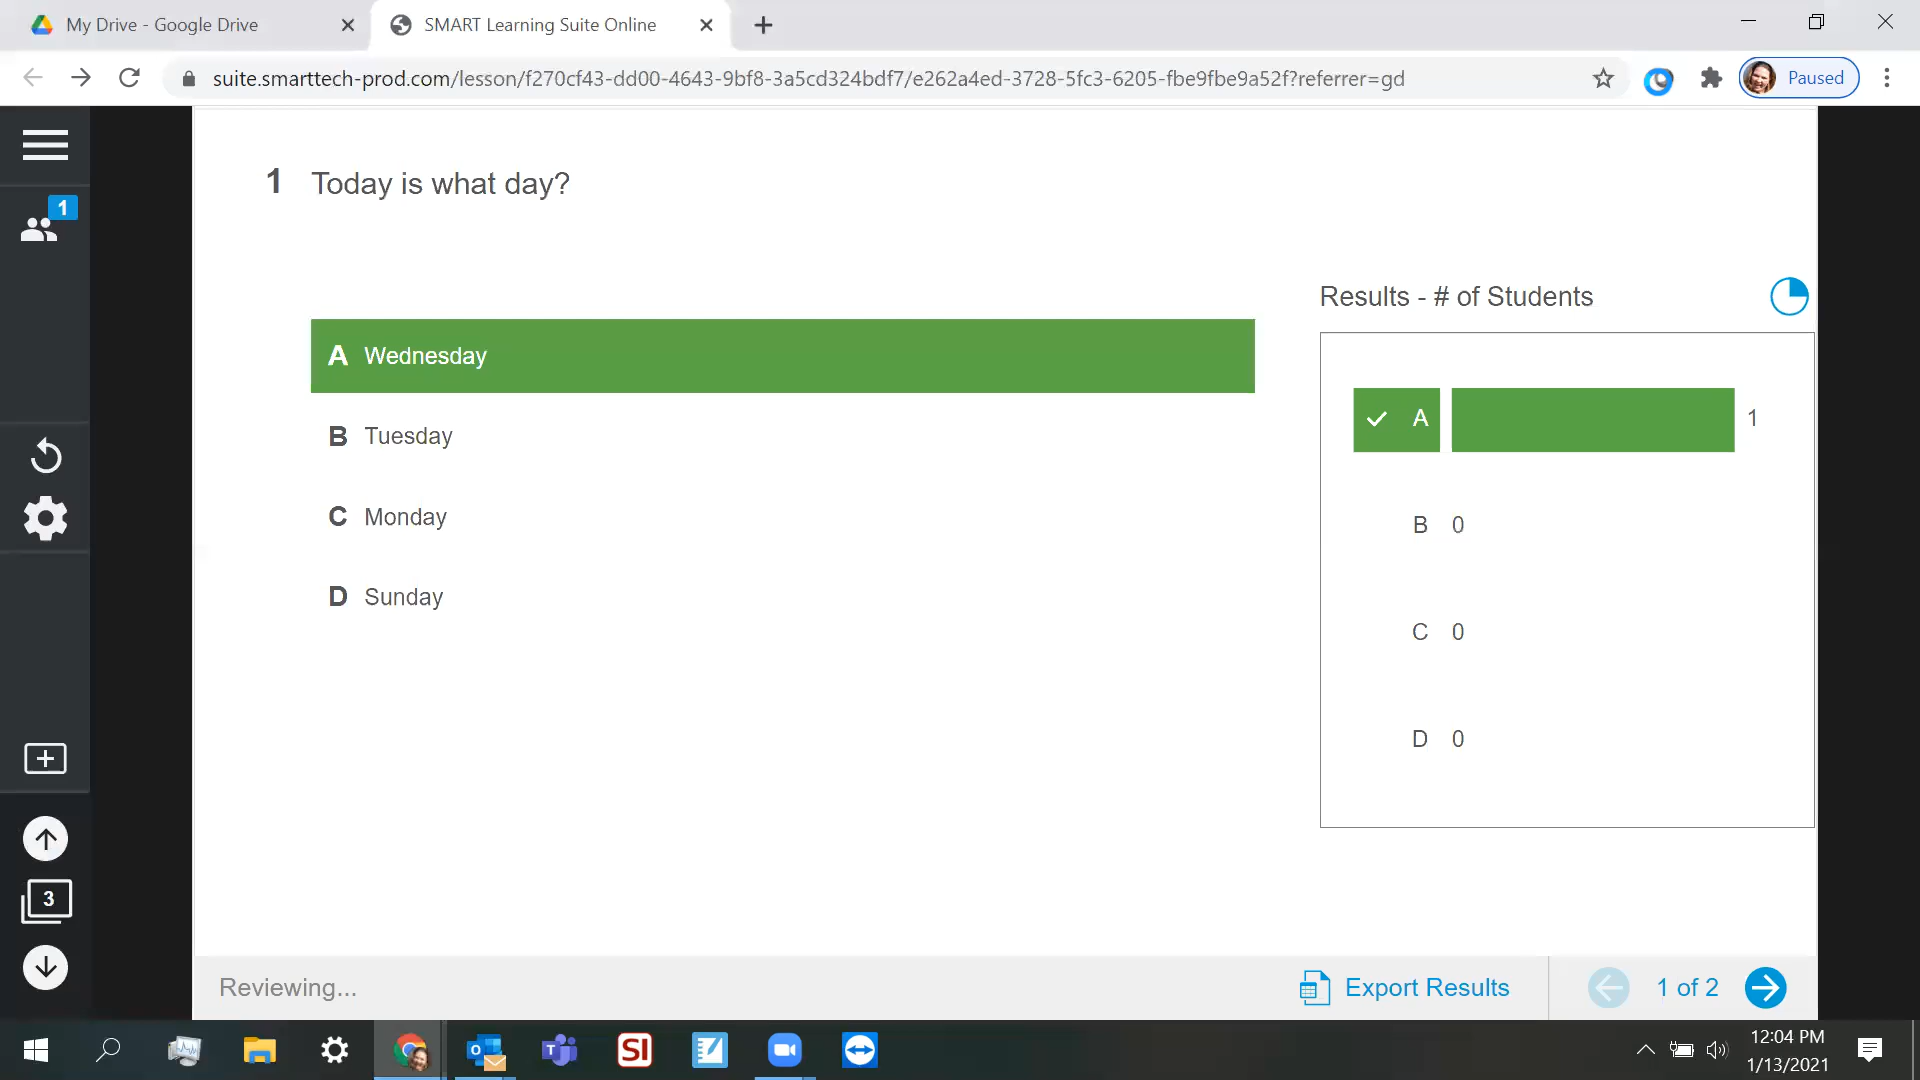 My Drive - Google Drive
SMART Learning Suite Online
suite.smarttech-prod.com/lesson/f270cf43-dd00-4643-9bf8-3a5cd324bdf7/e262a4ed-3728-5fc3-6205-fbe9fbe9a52f?referrer=gd
Paused
1
1 Today is what day?
Results - # of Students
A Wednesday
B Tuesday
C Monday
D Sunday
A 1
B 0
C 0
D 0
3
Reviewing...
Export Results
1 of 2
SI
12:04 PM
1/13/2021